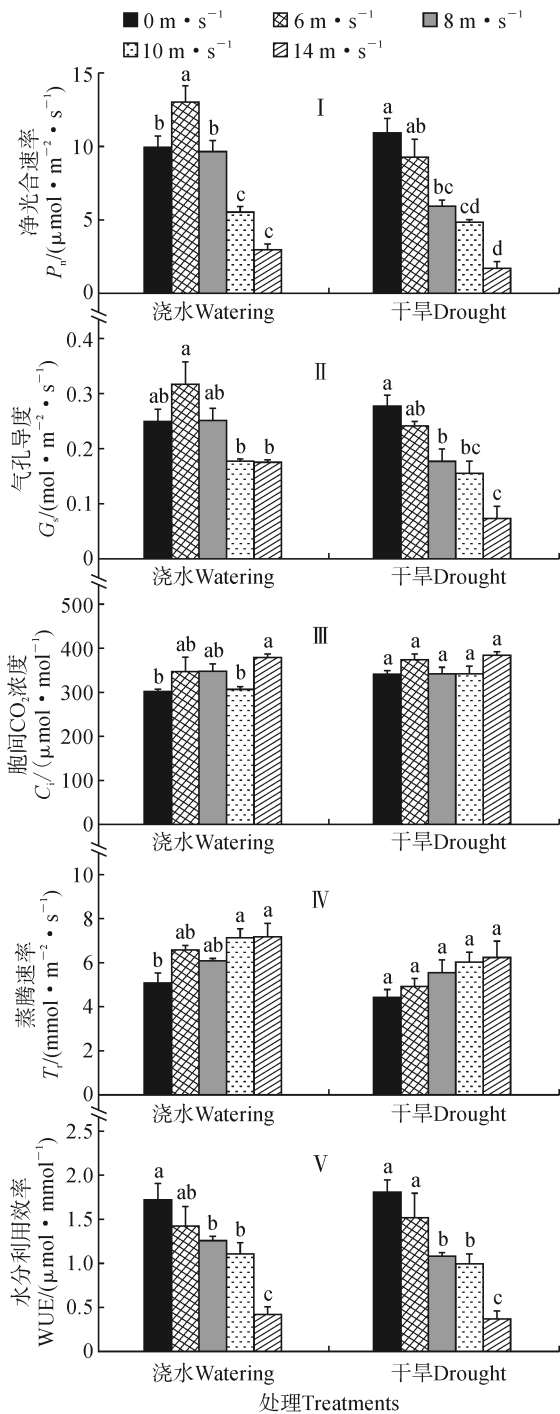 0 m·s⁻¹ 6 m·s⁻¹ 8 m·s⁻¹
10 m·s⁻¹ 14 m·s⁻¹
净光合速率
Pn/(μmol·m⁻²·s⁻¹)
15
10
5
0
Ⅰ
b a b c c
a ab bc cd d
浇水Watering 干旱Drought
气孔导度
Gs/(mol·m⁻²·s⁻¹)
0.4
0.3
0.2
0.1
0
Ⅱ
ab a ab b b
a ab b bc c
浇水Watering 干旱Drought
胞间CO₂浓度
Ci/(μmol·mol⁻¹)
500
400
300
200
100
0
Ⅲ
b ab ab b a
a a a a a
浇水Watering 干旱Drought
蒸腾速率
Tr/(mmol·m⁻²·s⁻¹)
10
8
6
4
2
0
Ⅳ
b ab ab a a
a a a a a
浇水Watering 干旱Drought
水分利用效率
WUE/(μmol·mmol⁻¹)
2.5
2.0
1.5
1.0
0.5
0
Ⅴ
a ab b b c
a a b b c
浇水Watering 干旱Drought
处理Treatments